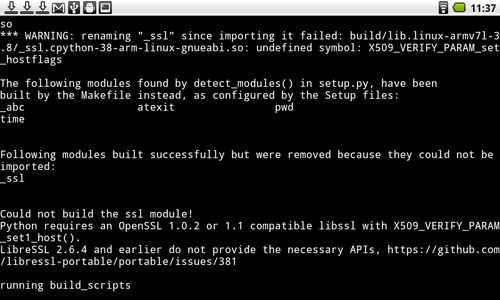 11:37
so
*** WARNING: renaming "_ssl" since importing it failed: build/lib.linux-armv7l-3
.8/_ssl.cpython-38-arm-linux-gnueabi.so: undefined symbol: X509_VERIFY_PARAM_set
_hostflags
The following modules found by detect_modules() in setup.py, have been
built by the Makefile instead, as configured by the Setup files:
_abc atexit pwd
time
Following modules built successfully but were removed because they could not be
imported:
_ssl
Could not build the ssl module!
Python requires an OpenSSL 1.0.2 or 1.1 compatible libssl with X509_VERIFY_PARAM
_set1_host().
LibreSSL 2.6.4 and earlier do not provide the necessary APIs, https://github.com
/libressl-portable/portable/issues/381
running build_scripts